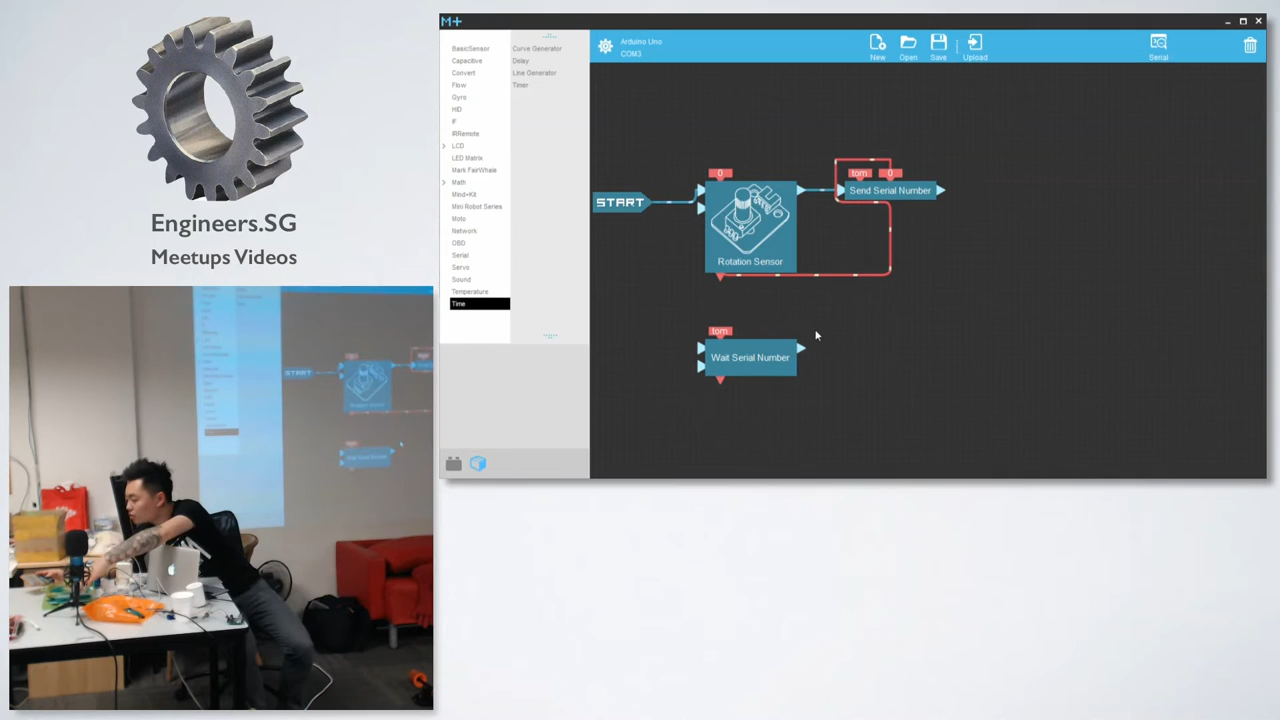 Engineers.SG
Meetups Videos
M+
BasicSensor
Capacitive
Convert
Flow
Gyro
HID
IF
IRRemote
LCD
LED Matrix
Mark FairWhale
Math
Mind+Kit
Mini Robot Series
Moto
Network
OBD
Serial
Servo
Sound
Temperature
Time
Curve Generator
Delay
Line Generator
Timer
Arduino Uno
COM3
New
Open
Save
Upload
Serial
START
0
Rotation Sensor
tom
0
Send Serial Number
tom
Wait Serial Number
START